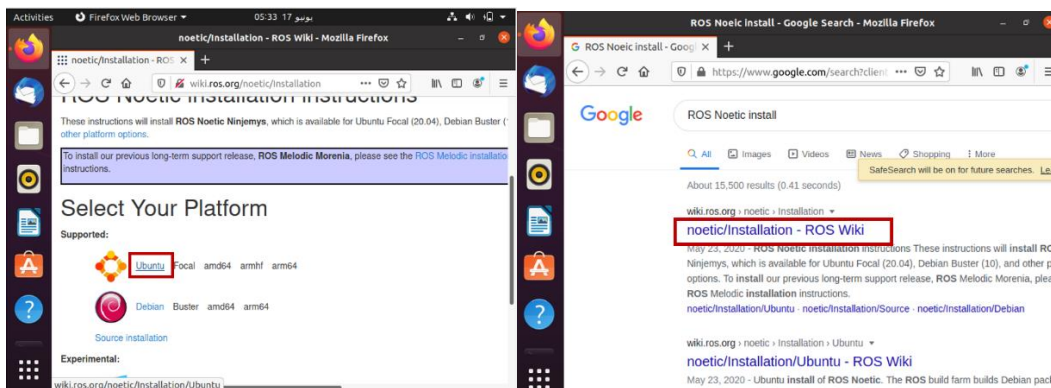 Activities
Firefox Web Browser
05:33 17 يونيو
noetic/Installation - ROS Wiki - Mozilla Firefox
noetic/Installation - ROS
wiki.ros.org/noetic/Installation
ROS Noetic installation instructions
These instructions will install ROS Noetic Ninjemys, which is available for Ubuntu Focal (20.04), Debian Buster (
other platform options.
To install our previous long-term support release, ROS Melodic Morenia, please see the ROS Melodic installatio
instructions.
Select Your Platform
Supported:
Ubuntu Focal amd64 armhf arm64
Debian Buster amd64 arm64
Source installation
Experimental:
wiki.ros.org/noetic/Installation/Ubuntu
ROS Noeic install - Google Search - Mozilla Firefox
ROS Noeic install - Goog
https://www.google.com/search?client
Google
ROS Noetic install
All Images Videos News Shopping More
SafeSearch will be on for future searches. Le
About 15,500 results (0.41 seconds)
wiki.ros.org › noetic › Installation
noetic/Installation - ROS Wiki
May 23, 2020 - ROS Noetic installation instructions These instructions will install RO
Ninjemys, which is available for Ubuntu Focal (20.04), Debian Buster (10), and other p
options. To install our previous long-term support release, ROS Melodic Morenia, plea
ROS Melodic installation instructions.
noetic/Installation/Ubuntu · noetic/Installation/Source · noetic/Installation/Debian
wiki.ros.org › noetic › Installation › Ubuntu
noetic/Installation/Ubuntu - ROS Wiki
May 23, 2020 - Ubuntu install of ROS Noetic. The ROS build farm builds Debian pac